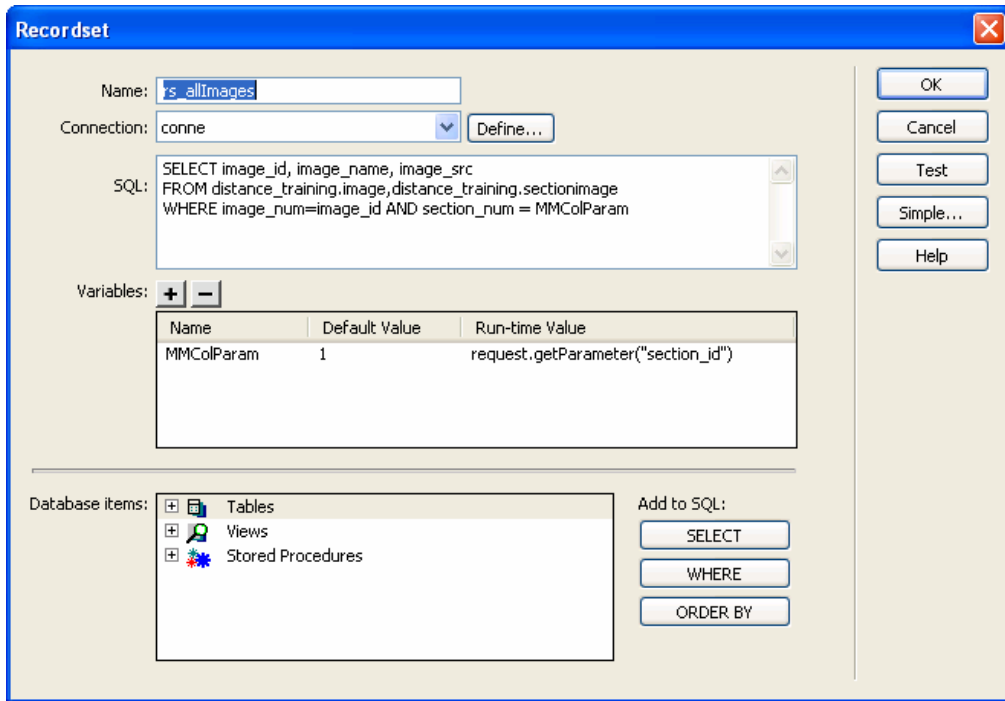 Recordset
Name: rs_allImages
OK
Connection: conne Define...
Cancel
SQL: SELECT image_id, image_name, image_src
FROM distance_training.image,distance_training.sectionimage
WHERE image_num=image_id AND section_num = MMColParam
Test
Simple...
Help
Variables: + −
Name Default Value Run-time Value
MMColParam 1 request.getParameter("section_id")
Database items: Tables
Views
Stored Procedures
Add to SQL:
SELECT
WHERE
ORDER BY